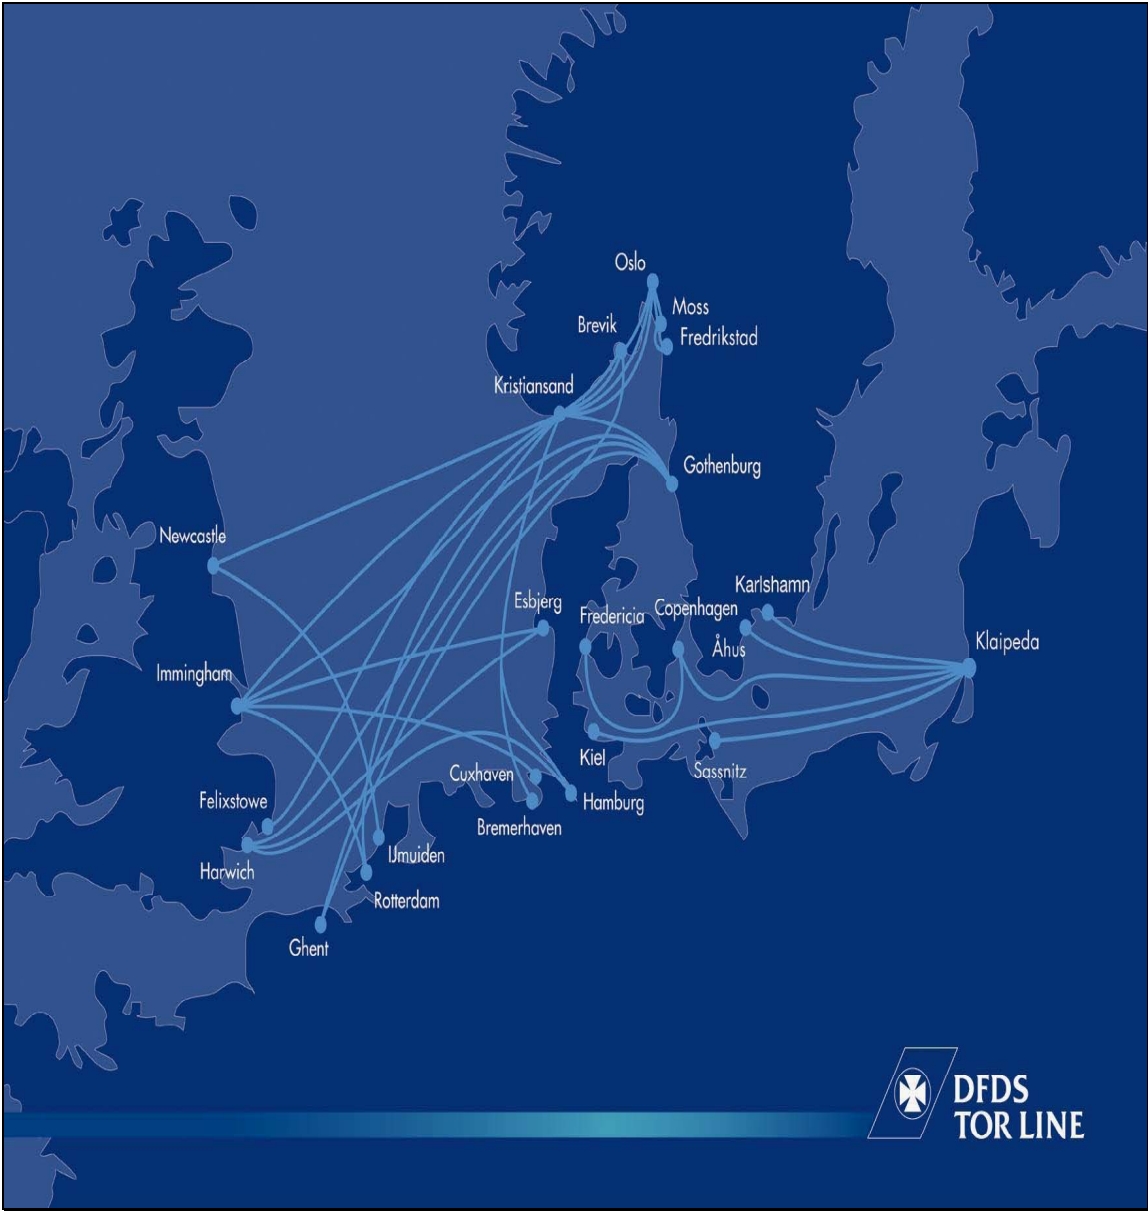 Oslo
Moss
Brevik
Fredrikstad
Kristiansand
Gothenburg
Newcastle
Karlshamn
Esbjerg
Fredericia
Copenhagen
Åhus
Klaipeda
Immingham
Kiel
Cuxhaven
Sassnitz
Felixstowe
Hamburg
Bremerhaven
IJmuiden
Harwich
Rotterdam
Ghent
DFDS
TOR LINE